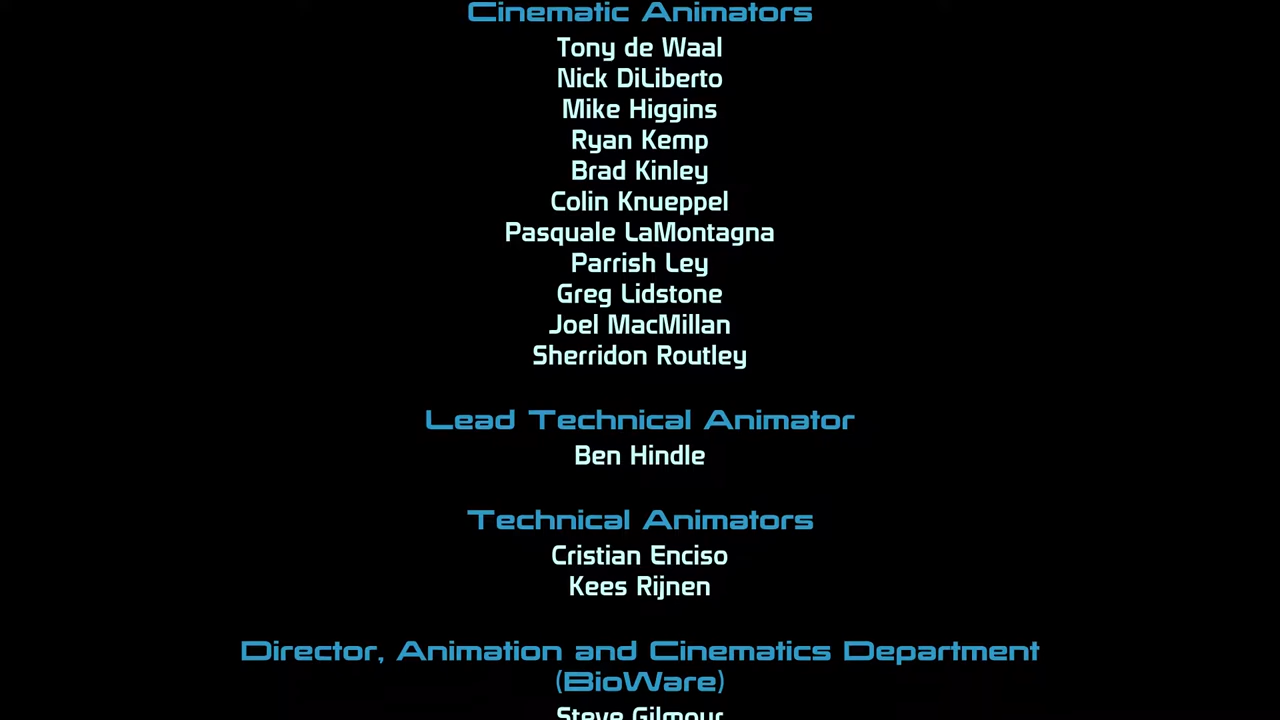 Cinematic Animators
Tony de Waal
Nick DiLiberto
Mike Higgins
Ryan Kemp
Brad Kinley
Colin Knueppel
Pasquale LaMontagna
Parrish Ley
Greg Lidstone
Joel MacMillan
Sherridon Routley
Lead Technical Animator
Ben Hindle
Technical Animators
Cristian Enciso
Kees Rijnen
Director, Animation and Cinematics Department
(BioWare)
Steve Gilmour